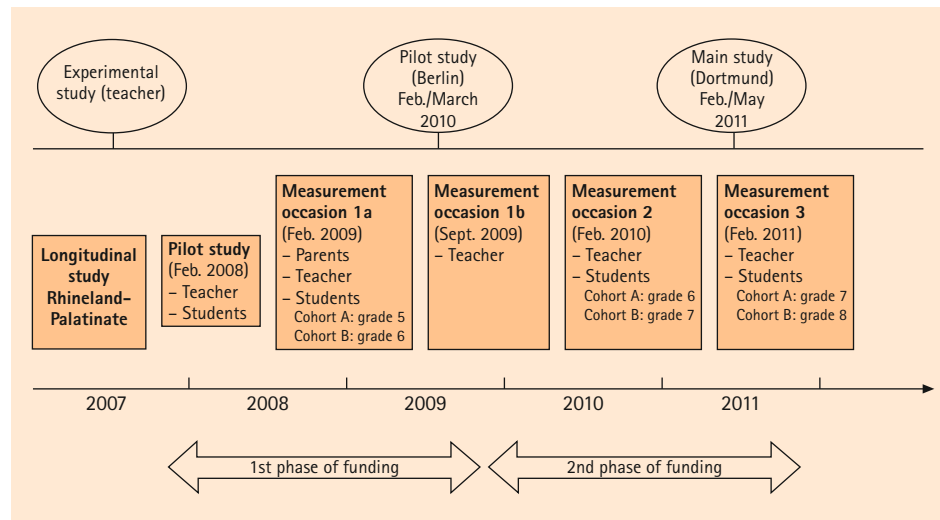 Experimental
study (teacher)
Pilot study
(Berlin)
Feb./March
2010
Main study
(Dortmund)
Feb./May
2011
Longitudinal
study
Rhineland–
Palatinate
Pilot study
(Feb. 2008)
– Teacher
– Students
Measurement
occasion 1a
(Feb. 2009)
– Parents
– Teacher
– Students
Cohort A: grade 5
Cohort B: grade 6
Measurement
occasion 1b
(Sept. 2009)
– Teacher
Measurement
occasion 2
(Feb. 2010)
– Teacher
– Students
Cohort A: grade 6
Cohort B: grade 7
Measurement
occasion 3
(Feb. 2011)
– Teacher
– Students
Cohort A: grade 7
Cohort B: grade 8
2007
2008
2009
2010
2011
1st phase of funding
2nd phase of funding